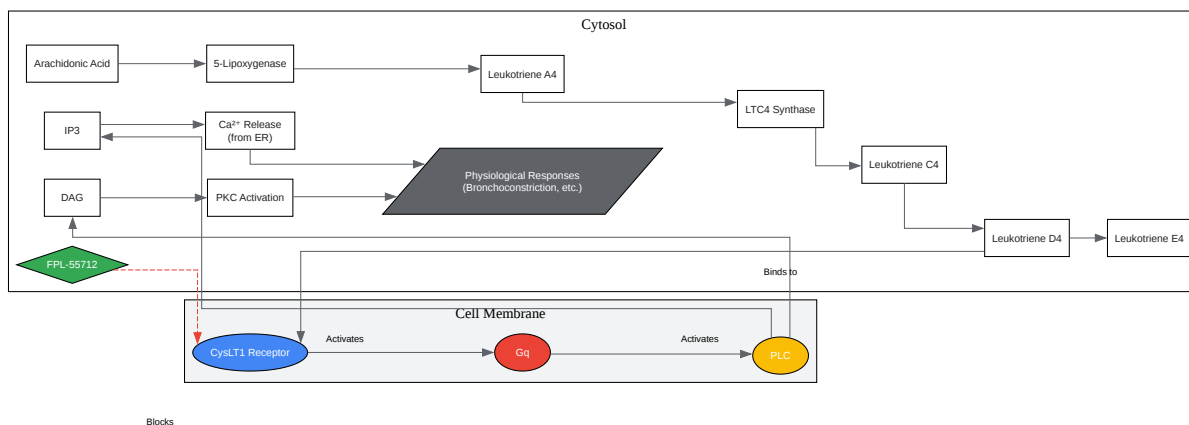 Cytosol
Arachidonic Acid
5-Lipoxygenase
Leukotriene A4
LTC4 Synthase
IP3
Ca²⁺ Release
(from ER)
Leukotriene C4
Physiological Responses
(Bronchoconstriction, etc.)
DAG
PKC Activation
Leukotriene D4
Leukotriene E4
FPL-55712
Binds to
Cell Membrane
CysLT1 Receptor
Activates
Gq
Activates
PLC
Blocks